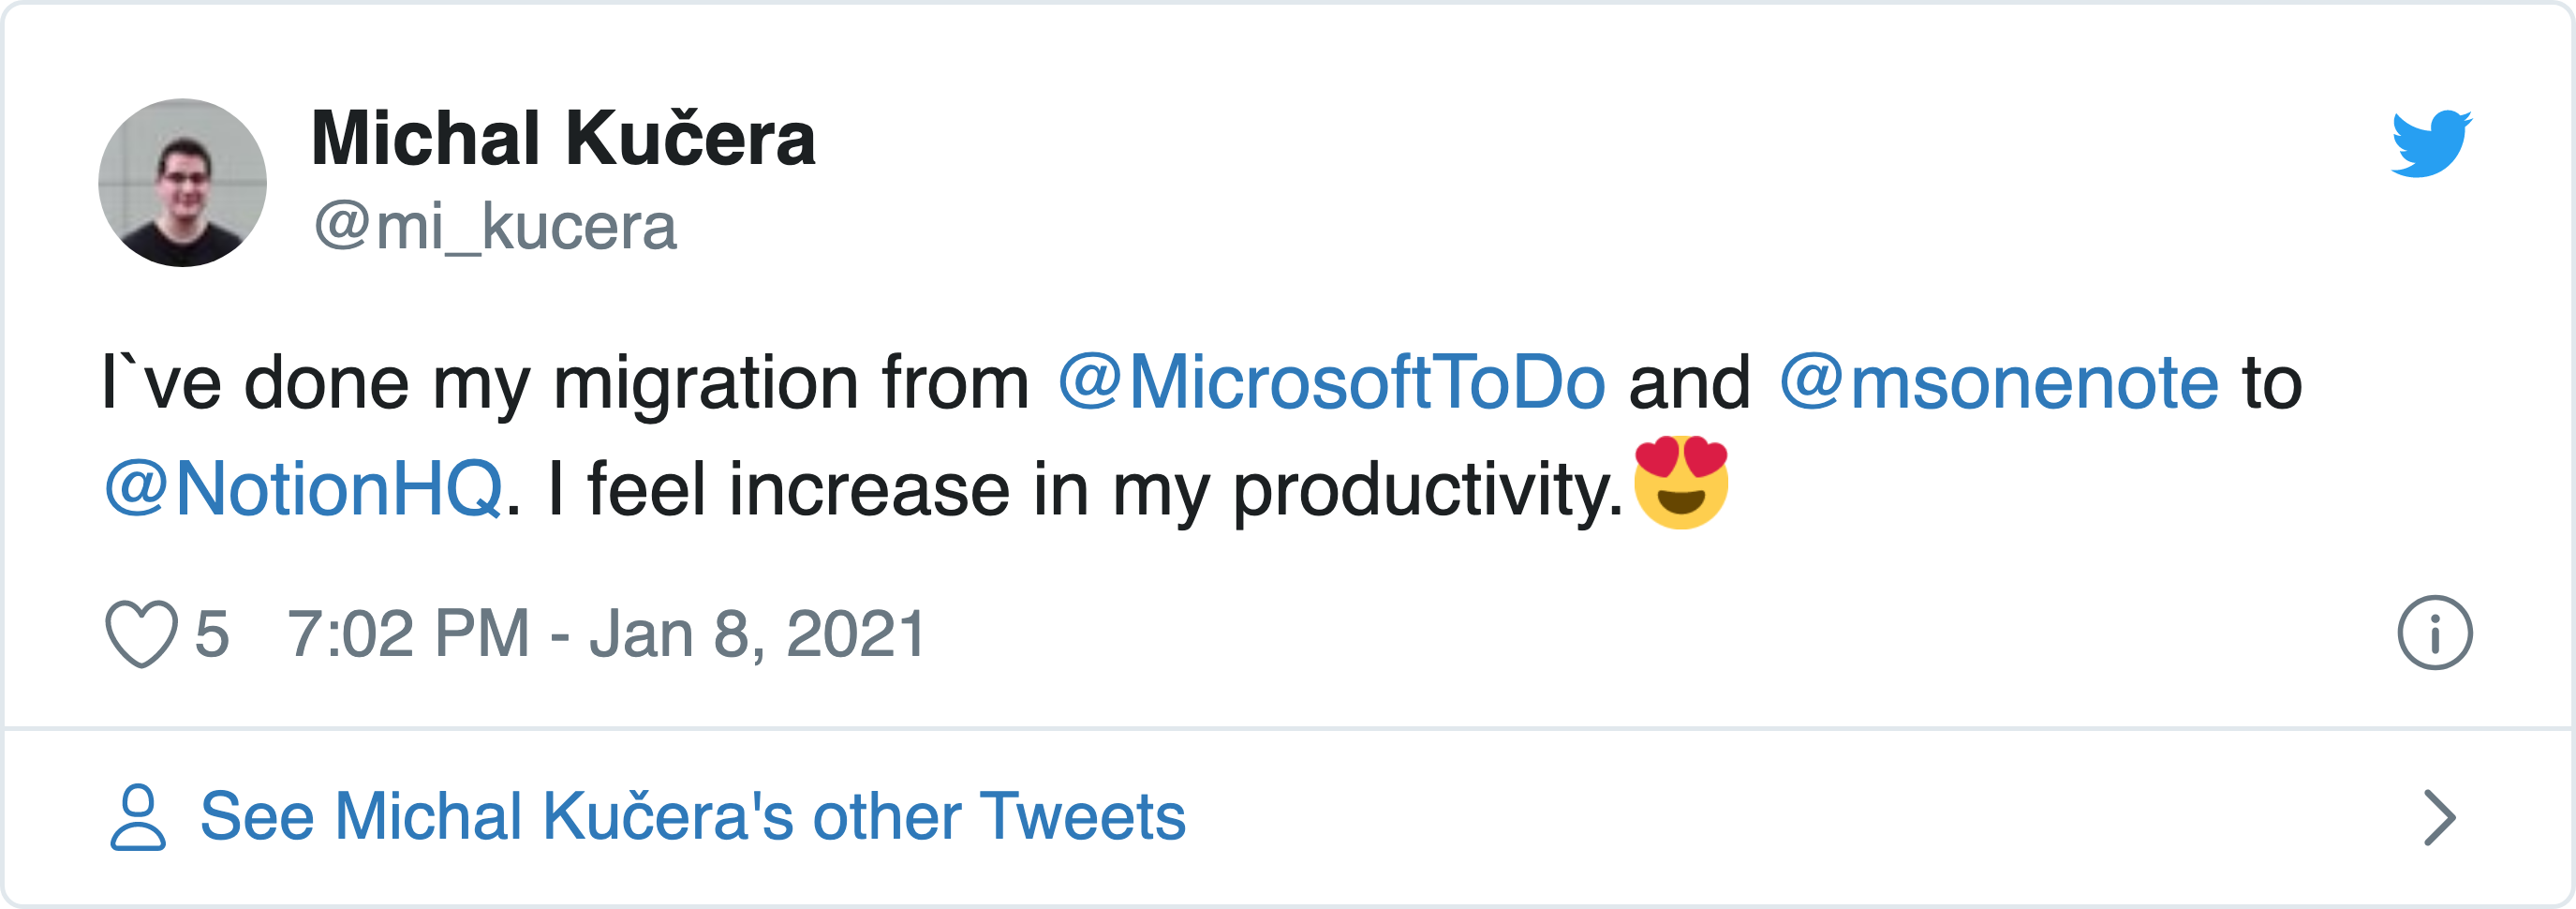 Michal Kučera
@mi_kucera
I`ve done my migration from @MicrosoftToDo and @msonenote to
@NotionHQ. I feel increase in my productivity.😍
5 7:02 PM - Jan 8, 2021
See Michal Kučera's other Tweets